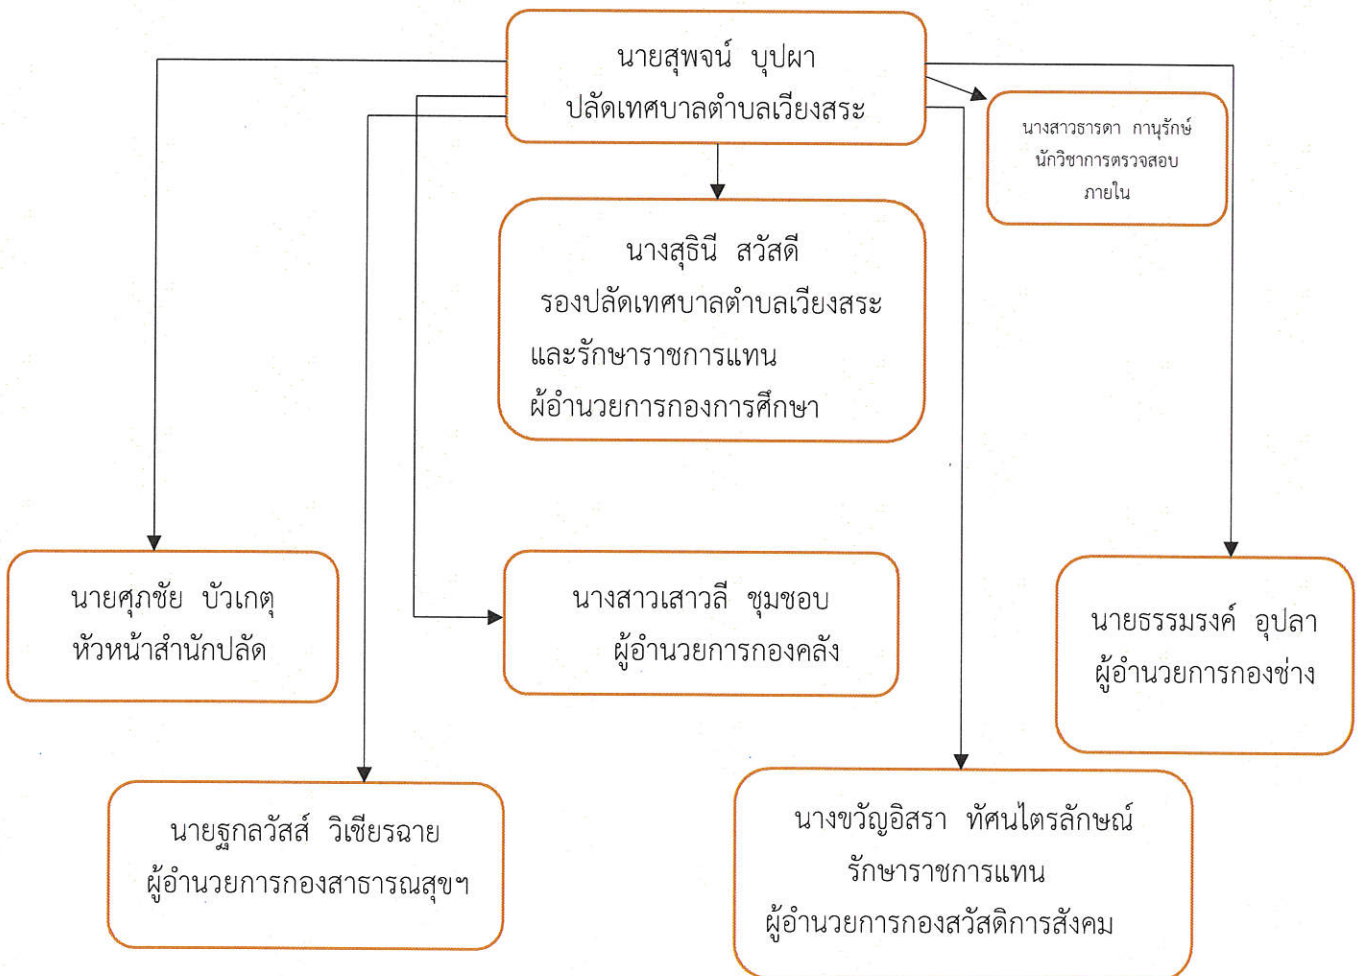 นายสุพจน์ บุปผา
ปลัดเทศบาลตำบลเวียงสระ
นางสาวธารดา กานุรักษ์
นักวิชาการตรวจสอบ
ภายใน
นางสุธินี สวัสดี
รองปลัดเทศบาลตำบลเวียงสระ
และรักษาราชการแทน
ผ้อำนวยการกองการศึกษา
นายศุภชัย บัวเกตุ
หัวหน้าสำนักปลัด
นางสาวเสาวลี ชุมชอบ
ผู้อำนวยการกองคลัง
นายธรรมรงค์ อุปลา
ผู้อำนวยการกองช่าง
นายฐกลวัสส์ วิเชียรฉาย
ผู้อำนวยการกองสาธารณสุขฯ
นางขวัญอิสรา ทัศนไตรลักษณ์
รักษาราชการแทน
ผู้อำนวยการกองสวัสดิการสังคม